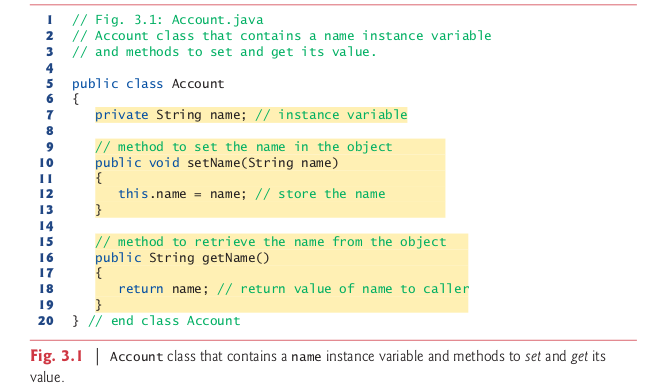 1 // Fig. 3.1: Account.java
2 // Account class that contains a name instance variable
3 // and methods to set and get its value.
4
5 public class Account
6 {
7    private String name; // instance variable
8
9    // method to set the name in the object
10    public void setName(String name)
11    {
12       this.name = name; // store the name
13    }
14
15    // method to retrieve the name from the object
16    public String getName()
17    {
18       return name; // return value of name to caller
19    }
20 } // end class Account
Fig. 3.1 | Account class that contains a name instance variable and methods to set and get its
value.